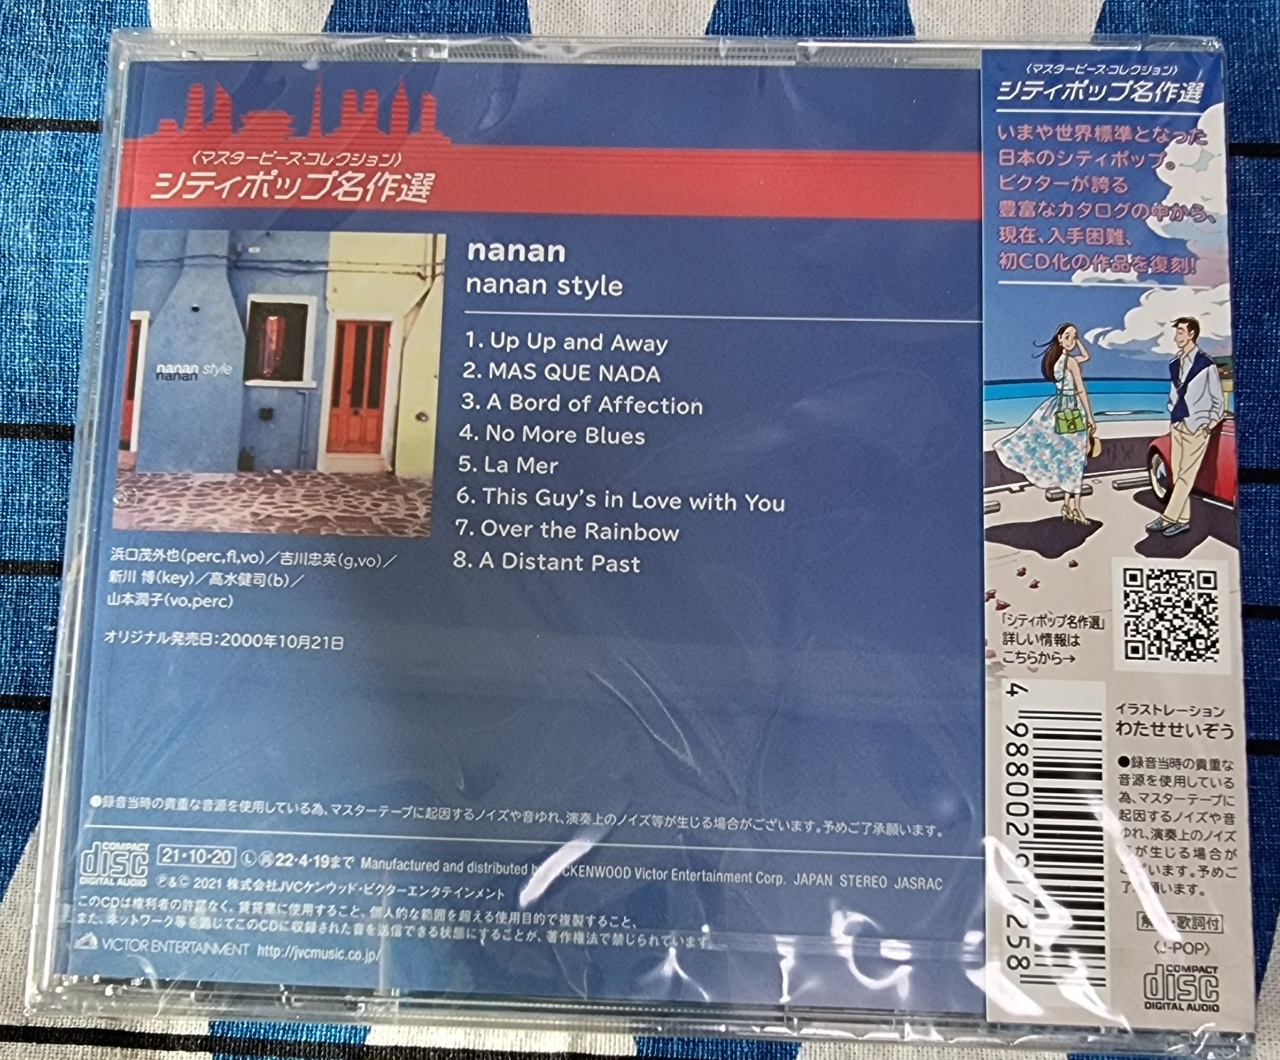 〈マスターピース・コレクション〉
シティポップ名作選
nanan style
nanan
nanan
nanan style
1. Up Up and Away
2. MAS QUE NADA
3. A Bord of Affection
4. No More Blues
5. La Mer
6. This Guy's in Love with You
7. Over the Rainbow
8. A Distant Past
浜口茂外也(perc,fl,vo)／吉川忠英(g,vo)／
新川 博(key)／高水健司(b)／
山本潤子(vo,perc)
オリジナル発売日：2000年10月21日
●録音当時の貴重な音源を使用している為、マスターテープに起因するノイズや音ゆれ、演奏上のノイズ等が生じる場合がございます。予めご了承願います。
COMPACT
disc
DIGITAL AUDIO
21・10・20 Ⓛ㊢22・4・19まで Manufactured and distributed by JVCKENWOOD Victor Entertainment Corp. JAPAN STEREO JASRAC
℗&© 2021 株式会社JVCケンウッド・ビクターエンタテインメント
このCDは権利者の許諾なく、賃貸業に使用すること、個人的な範囲を超える使用目的で複製すること、
また、ネットワーク等を通じてこのCDに収録された音を送信できる状態にすることが、著作権法で禁じられています。
VICTOR ENTERTAINMENT http://jvcmusic.co.jp/
〈マスターピース・コレクション〉
シティポップ名作選
いまや世界標準となった
日本のシティポップ。
ビクターが誇る
豊富なカタログの中から、
現在、入手困難、
初CD化の作品を復刻！
「シティポップ名作選」
詳しい情報は
こちらから→
イラストレーション
わたせせいぞう
●録音当時の貴重な
音源を使用している
為、マスターテープに
起因するノイズや音
ゆれ、演奏上のノイズ
等が生じる場合が
ございます。予めご
了承願います。
解説・歌詞付
〈J-POP〉
COMPACT
disc
DIGITAL AUDIO